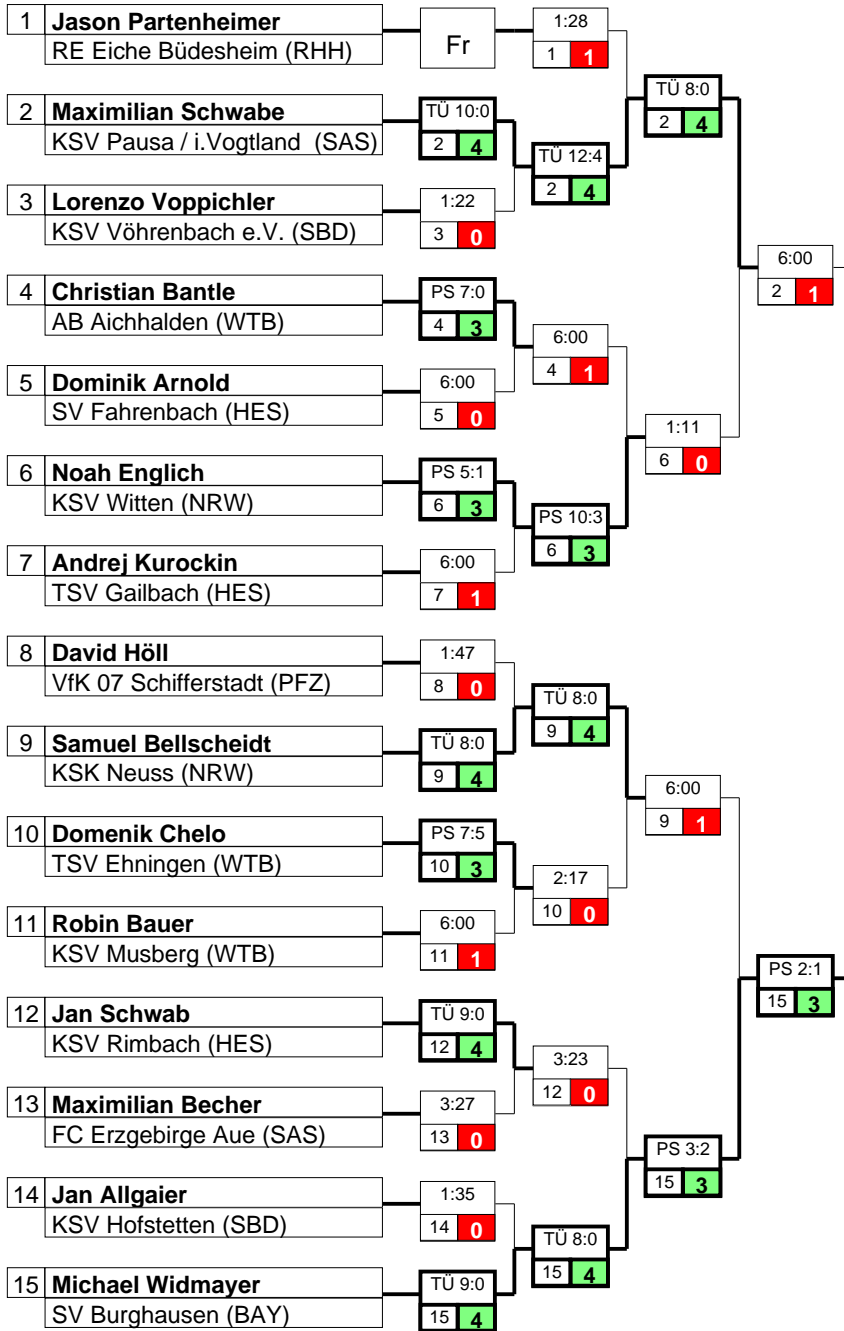 1 Jason Partenheimer
RE Eiche Büdesheim (RHH)
Fr
1:28
1 1
2 Maximilian Schwabe
KSV Pausa / i.Vogtland (SAS)
TÜ 10:0
2 4
TÜ 12:4
2 4
TÜ 8:0
2 4
3 Lorenzo Voppichler
KSV Vöhrenbach e.V. (SBD)
1:22
3 0
6:00
2 1
4 Christian Bantle
AB Aichhalden (WTB)
PS 7:0
4 3
6:00
4 1
5 Dominik Arnold
SV Fahrenbach (HES)
6:00
5 0
1:11
6 0
6 Noah Englich
KSV Witten (NRW)
PS 5:1
6 3
PS 10:3
6 3
7 Andrej Kurockin
TSV Gailbach (HES)
6:00
7 1
8 David Höll
VfK 07 Schifferstadt (PFZ)
1:47
8 0
TÜ 8:0
9 4
9 Samuel Bellscheidt
KSK Neuss (NRW)
TÜ 8:0
9 4
6:00
9 1
10 Domenik Chelo
TSV Ehningen (WTB)
PS 7:5
10 3
2:17
10 0
11 Robin Bauer
KSV Musberg (WTB)
6:00
11 1
PS 2:1
15 3
12 Jan Schwab
KSV Rimbach (HES)
TÜ 9:0
12 4
3:23
12 0
13 Maximilian Becher
FC Erzgebirge Aue (SAS)
3:27
13 0
PS 3:2
15 3
14 Jan Allgaier
KSV Hofstetten (SBD)
1:35
14 0
TÜ 8:0
15 4
15 Michael Widmayer
SV Burghausen (BAY)
TÜ 9:0
15 4